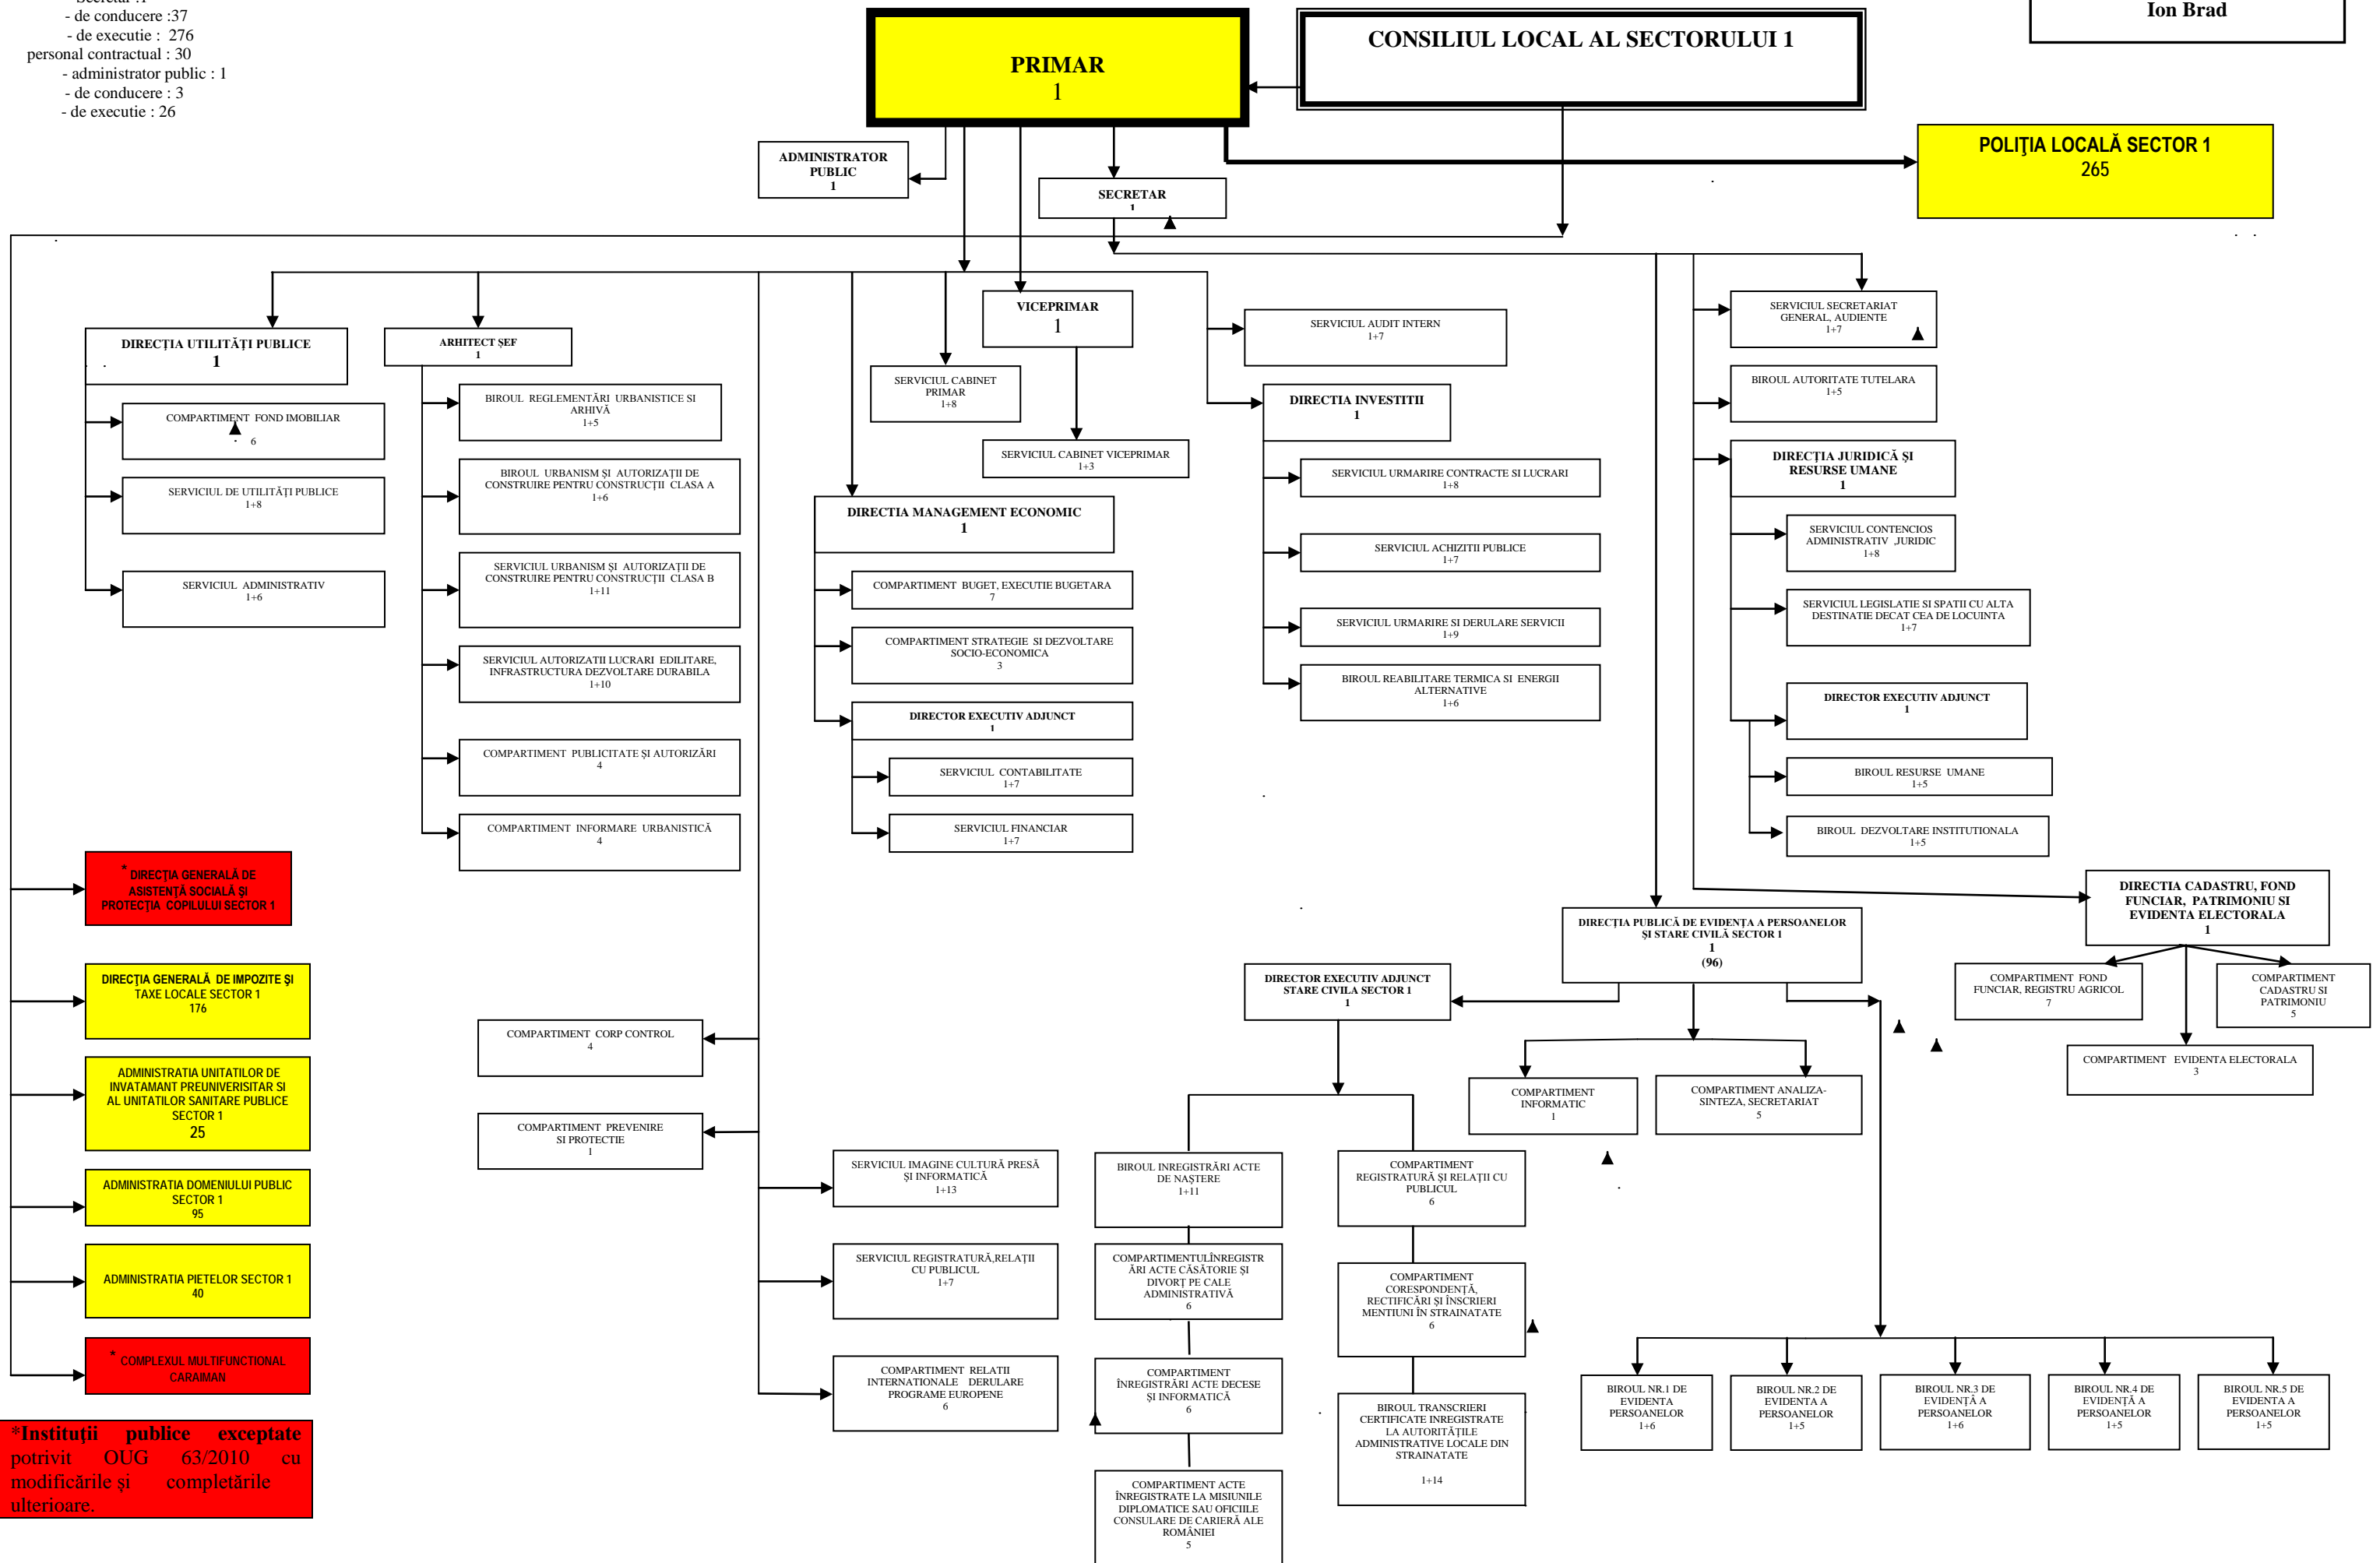 - de conducere :37
- de executie : 276
personal contractual : 30
- administrator public : 1
- de conducere : 3
- de executie : 26
PRIMAR
1
CONSILIUL LOCAL AL SECTORULUI 1
Ion Brad
ADMINISTRATOR
PUBLIC
1
SECRETAR
1
POLIŢIA LOCALĂ SECTOR 1
265
DIRECŢIA UTILITĂŢI PUBLICE
1
COMPARTIMENT FOND IMOBILIAR
6
SERVICIUL DE UTILITĂŢI PUBLICE
1+8
SERVICIUL ADMINISTRATIV
1+6
ARHITECT ŞEF
1
BIROUL REGLEMENTĂRI URBANISTICE SI
ARHIVĂ
1+5
BIROUL URBANISM ŞI AUTORIZAŢII DE
CONSTRUIRE PENTRU CONSTRUCŢII CLASA A
1+6
SERVICIUL URBANISM ŞI AUTORIZAŢII DE
CONSTRUIRE PENTRU CONSTRUCŢII CLASA B
1+11
SERVICIUL AUTORIZATII LUCRARI EDILITARE,
INFRASTRUCTURA DEZVOLTARE DURABILA
1+10
COMPARTIMENT PUBLICITATE ŞI AUTORIZĂRI
4
COMPARTIMENT INFORMARE URBANISTICĂ
4
SERVICIUL CABINET
PRIMAR
1+8
VICEPRIMAR
1
SERVICIUL CABINET VICEPRIMAR
1+3
DIRECTIA MANAGEMENT ECONOMIC
1
COMPARTIMENT BUGET, EXECUTIE BUGETARA
7
COMPARTIMENT STRATEGIE SI DEZVOLTARE
SOCIO-ECONOMICA
3
DIRECTOR EXECUTIV ADJUNCT
1
SERVICIUL CONTABILITATE
1+7
SERVICIUL FINANCIAR
1+7
SERVICIUL AUDIT INTERN
1+7
DIRECTIA INVESTITII
1
SERVICIUL URMARIRE CONTRACTE SI LUCRARI
1+8
SERVICIUL ACHIZITII PUBLICE
1+7
SERVICIUL URMARIRE SI DERULARE SERVICII
1+9
BIROUL REABILITARE TERMICA SI ENERGII
ALTERNATIVE
1+6
SERVICIUL SECRETARIAT
GENERAL, AUDIENTE
1+7
BIROUL AUTORITATE TUTELARA
1+5
DIRECŢIA JURIDICĂ ŞI
RESURSE UMANE
1
SERVICIUL CONTENCIOS
ADMINISTRATIV ,JURIDIC
1+8
SERVICIUL LEGISLATIE SI SPATII CU ALTA
DESTINATIE DECAT CEA DE LOCUINTA
1+7
DIRECTOR EXECUTIV ADJUNCT
1
BIROUL RESURSE UMANE
1+5
BIROUL DEZVOLTARE INSTITUTIONALA
1+5
* DIRECŢIA GENERALĂ DE
ASISTENŢĂ SOCIALĂ ŞI
PROTECŢIA COPILULUI SECTOR 1
DIRECŢIA GENERALĂ DE IMPOZITE ŞI
TAXE LOCALE SECTOR 1
176
ADMINISTRATIA UNITATILOR DE
INVATAMANT PREUNIVERISITAR SI
AL UNITATILOR SANITARE PUBLICE
SECTOR 1
25
ADMINISTRATIA DOMENIULUI PUBLIC
SECTOR 1
95
ADMINISTRATIA PIETELOR SECTOR 1
40
* COMPLEXUL MULTIFUNCTIONAL
CARAIMAN
*Instituţii publice exceptate
potrivit OUG 63/2010 cu
modificările şi completările
ulterioare.
COMPARTIMENT CORP CONTROL
4
COMPARTIMENT PREVENIRE
SI PROTECTIE
1
SERVICIUL IMAGINE CULTURĂ PRESĂ
ŞI INFORMATICĂ
1+13
SERVICIUL REGISTRATURĂ,RELAŢII
CU PUBLICUL
1+7
COMPARTIMENT RELATII
INTERNATIONALE DERULARE
PROGRAME EUROPENE
6
DIRECŢIA PUBLICĂ DE EVIDENŢA A PERSOANELOR
ŞI STARE CIVILĂ SECTOR 1
1
(96)
DIRECTOR EXECUTIV ADJUNCT
STARE CIVILA SECTOR 1
1
COMPARTIMENT
INFORMATIC
1
COMPARTIMENT ANALIZA-
SINTEZA, SECRETARIAT
5
BIROUL INREGISTRĂRI ACTE
DE NAŞTERE
1+11
COMPARTIMENTULÎNREGISTR
ĂRI ACTE CĂSĂTORIE ŞI
DIVORŢ PE CALE
ADMINISTRATIVĂ
6
COMPARTIMENT
ÎNREGISTRĂRI ACTE DECESE
ŞI INFORMATICĂ
6
COMPARTIMENT ACTE
ÎNREGISTRATE LA MISIUNILE
DIPLOMATICE SAU OFICIILE
CONSULARE DE CARIERĂ ALE
ROMÂNIEI
5
COMPARTIMENT
REGISTRATURĂ ŞI RELAŢII CU
PUBLICUL
6
COMPARTIMENT
CORESPONDENŢĂ,
RECTIFICĂRI ŞI ÎNSCRIERI
MENTIUNI ÎN STRAINATATE
6
BIROUL TRANSCRIERI
CERTIFICATE INREGISTRATE
LA AUTORITĂŢILE
ADMINISTRATIVE LOCALE DIN
STRAINATATE
1+14
DIRECTIA CADASTRU, FOND
FUNCIAR, PATRIMONIU SI
EVIDENTA ELECTORALA
1
COMPARTIMENT FOND
FUNCIAR, REGISTRU AGRICOL
7
COMPARTIMENT
CADASTRU SI
PATRIMONIU
5
COMPARTIMENT EVIDENTA ELECTORALA
3
BIROUL NR.1 DE
EVIDENTA
PERSOANELOR
1+6
BIROUL NR.2 DE
EVIDENTA A
PERSOANELOR
1+5
BIROUL NR.3 DE
EVIDENŢĂ A
PERSOANELOR
1+6
BIROUL NR.4 DE
EVIDENŢĂ A
PERSOANELOR
1+5
BIROUL NR.5 DE
EVIDENTA A
PERSOANELOR
1+5